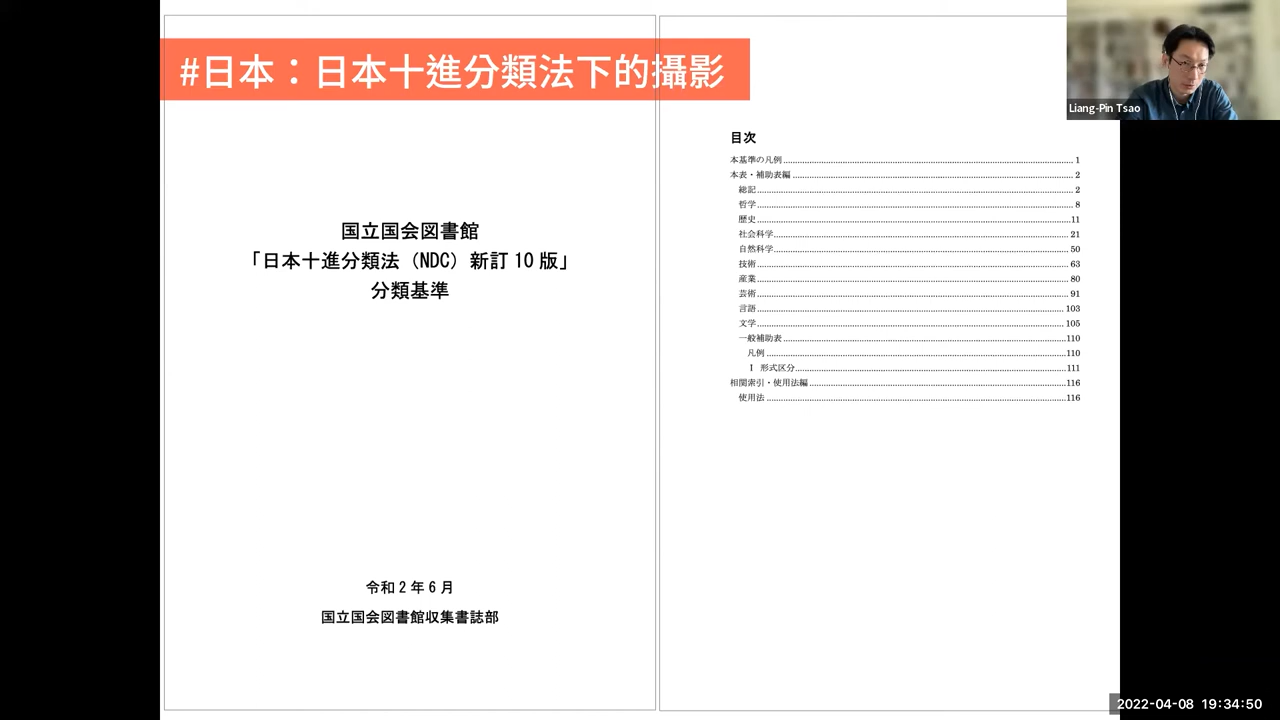 #日本：日本十進分類法下的攝影
Liang-Pin Tsao
国立国会図書館
「日本十進分類法（NDC）新訂 10 版」
分類基準
令和 2 年 6 月
国立国会図書館収集書誌部
目次
本基準の凡例 1
本表・補助表編 2
総記 2
哲学 8
歴史 11
社会科学 21
自然科学 50
技術 63
産業 80
芸術 91
言語 103
文学 105
一般補助表 110
凡例 110
Ⅰ 形式区分 111
相関索引・使用法編 116
使用法 116
2022-04-08 19:34:50